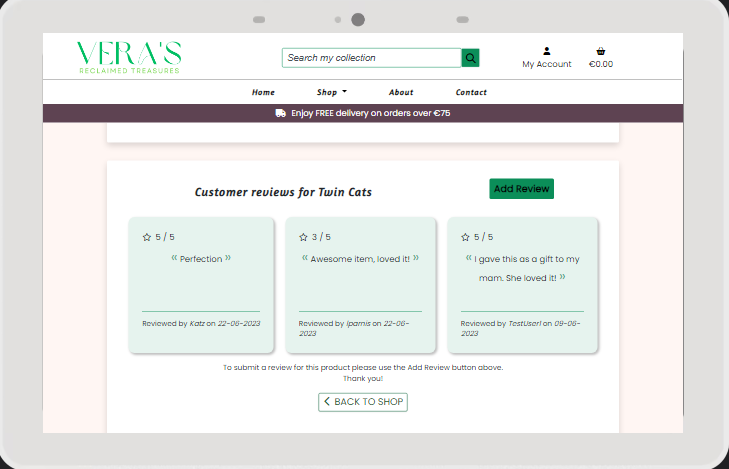 VERA'S
RECLAIMED TREASURES
Search my collection
My Account
€0.00
Home
Shop
About
Contact
Enjoy FREE delivery on orders over €75
Customer reviews for Twin Cats
Add Review
5 / 5
“ Perfection ”
Reviewed by Katz on 22-06-2023
3 / 5
“ Awesome item, loved it! ”
Reviewed by Iparnis on 22-06-
2023
5 / 5
“ I gave this as a gift to my
mam. She loved it! ”
Reviewed by TestUser1 on 09-06-
2023
To submit a review for this product please use the Add Review button above.
Thank you!
BACK TO SHOP